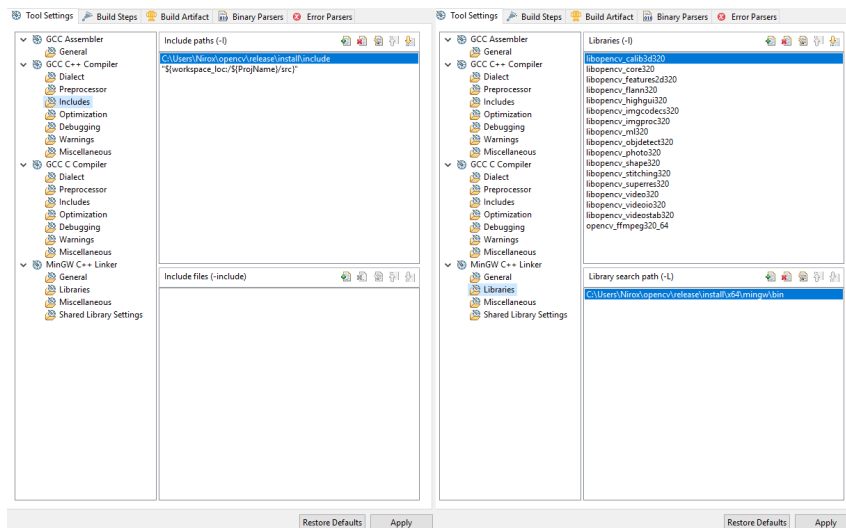 Tool Settings Build Steps Build Artifact Binary Parsers Error Parsers
GCC Assembler
General
GCC C++ Compiler
Dialect
Preprocessor
Includes
Optimization
Debugging
Warnings
Miscellaneous
GCC C Compiler
Dialect
Preprocessor
Includes
Optimization
Debugging
Warnings
Miscellaneous
MinGW C++ Linker
General
Libraries
Miscellaneous
Shared Library Settings
Include paths (-I)
C:\Users\Nirox\opencv\release\install\include
"${workspace_loc:/${ProjName}/src}"
Include files (-include)
Restore Defaults Apply
Tool Settings Build Steps Build Artifact Binary Parsers Error Parsers
GCC Assembler
General
GCC C++ Compiler
Dialect
Preprocessor
Includes
Optimization
Debugging
Warnings
Miscellaneous
GCC C Compiler
Dialect
Preprocessor
Includes
Optimization
Debugging
Warnings
Miscellaneous
MinGW C++ Linker
General
Libraries
Miscellaneous
Shared Library Settings
Libraries (-l)
libopencv_calib3d320
libopencv_core320
libopencv_features2d320
libopencv_flann320
libopencv_highgui320
libopencv_imgcodecs320
libopencv_imgproc320
libopencv_ml320
libopencv_objdetect320
libopencv_photo320
libopencv_shape320
libopencv_stitching320
libopencv_superres320
libopencv_video320
libopencv_videoio320
libopencv_videostab320
opencv_ffmpeg320_64
Library search path (-L)
C:\Users\Nirox\opencv\release\install\x64\mingw\bin
Restore Defaults Apply